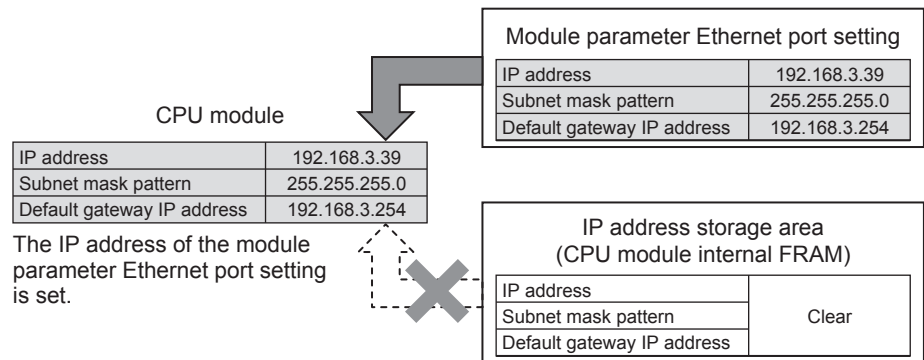 Module parameter Ethernet port setting
IP address 192.168.3.39
Subnet mask pattern 255.255.255.0
Default gateway IP address 192.168.3.254
CPU module
IP address 192.168.3.39
Subnet mask pattern 255.255.255.0
Default gateway IP address 192.168.3.254
The IP address of the module
parameter Ethernet port setting
is set.
IP address storage area
(CPU module internal FRAM)
IP address
Subnet mask pattern Clear
Default gateway IP address